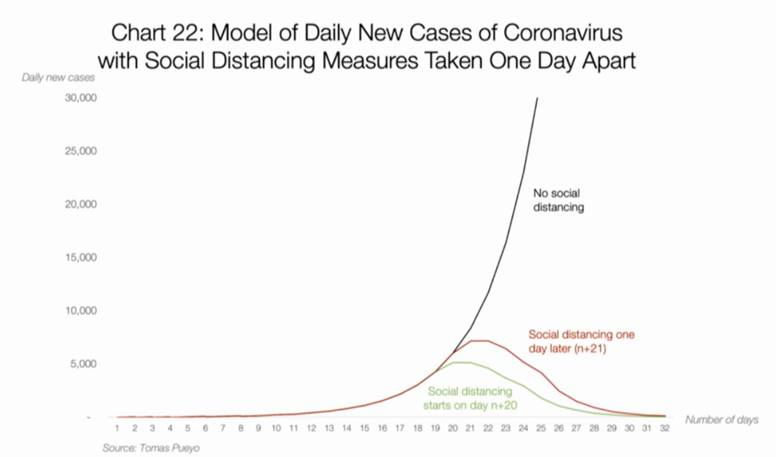 Chart 22: Model of Daily New Cases of Coronavirus
with Social Distancing Measures Taken One Day Apart
Daily new cases
30,000
25,000
20,000
15,000
10,000
5,000
-
No social
distancing
Social distancing one
day later (n+21)
Social distancing
starts on day n+20
1 2 3 4 5 6 7 8 9 10 11 12 13 14 15 16 17 18 19 20 21 22 23 24 25 26 27 28 29 30 31 32
Number of days
Source: Tomas Pueyo